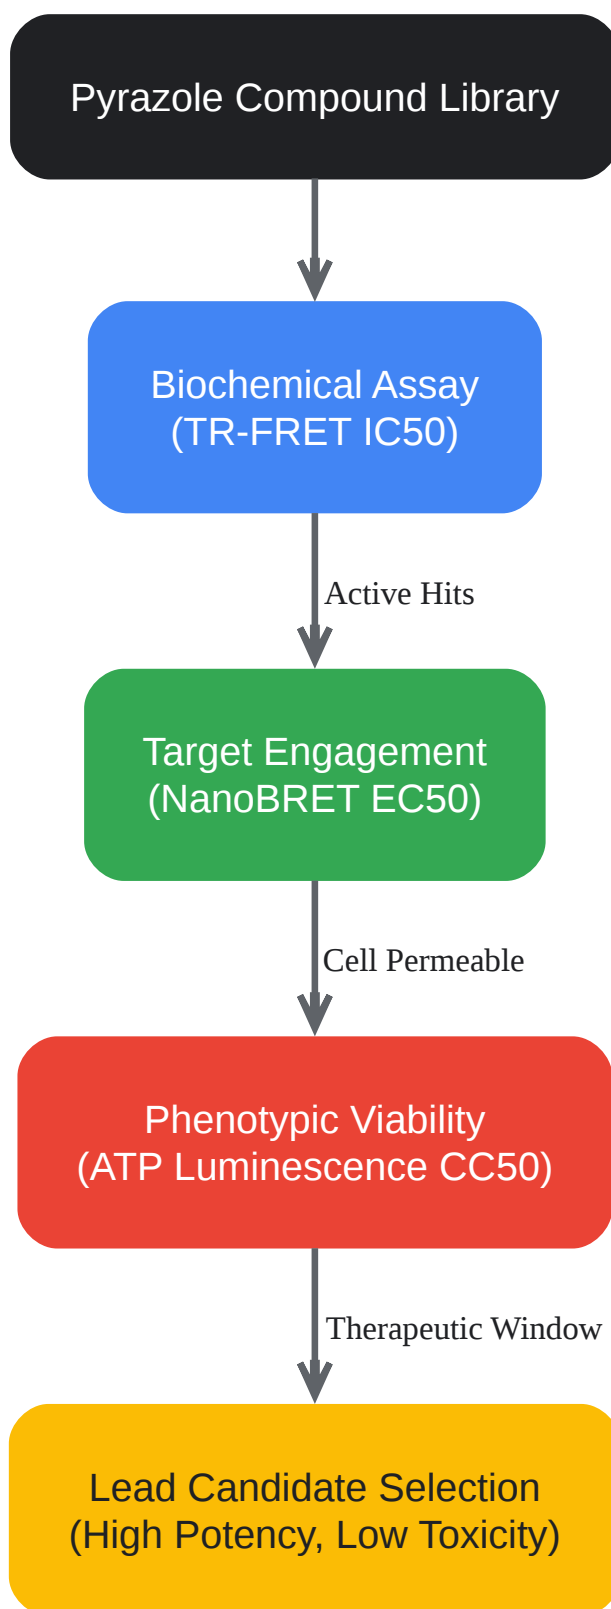 Pyrazole Compound Library
Biochemical Assay
(TR-FRET IC50)
Active Hits
Target Engagement
(NanoBRET EC50)
Cell Permeable
Phenotypic Viability
(ATP Luminescence CC50)
Therapeutic Window
Lead Candidate Selection
(High Potency, Low Toxicity)